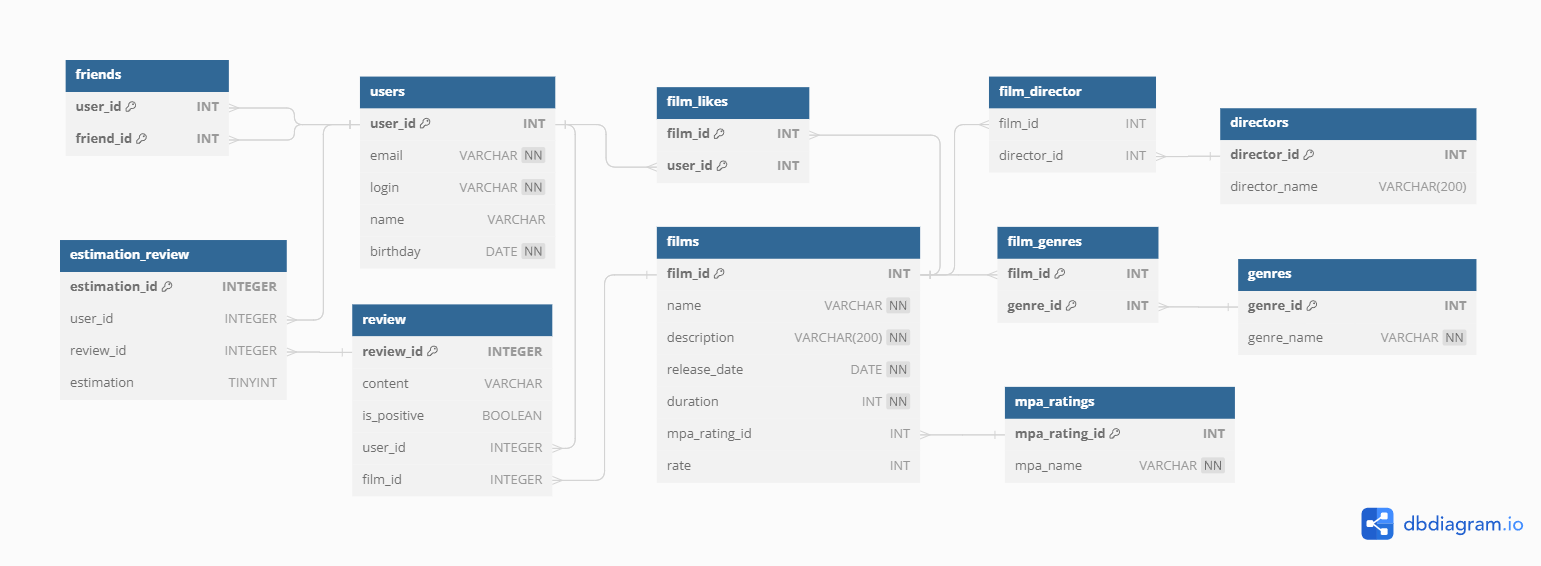 friends
user_id INT
friend_id INT
users
user_id INT
email VARCHAR NN
login VARCHAR NN
name VARCHAR
birthday DATE NN
film_likes
film_id INT
user_id INT
film_director
film_id INT
director_id INT
directors
director_id INT
director_name VARCHAR(200)
estimation_review
estimation_id INTEGER
user_id INTEGER
review_id INTEGER
estimation TINYINT
review
review_id INTEGER
content VARCHAR
is_positive BOOLEAN
user_id INTEGER
film_id INTEGER
films
film_id INT
name VARCHAR NN
description VARCHAR(200) NN
release_date DATE NN
duration INT NN
mpa_rating_id INT
rate INT
film_genres
film_id INT
genre_id INT
genres
genre_id INT
genre_name VARCHAR NN
mpa_ratings
mpa_rating_id INT
mpa_name VARCHAR NN
dbdiagram.io